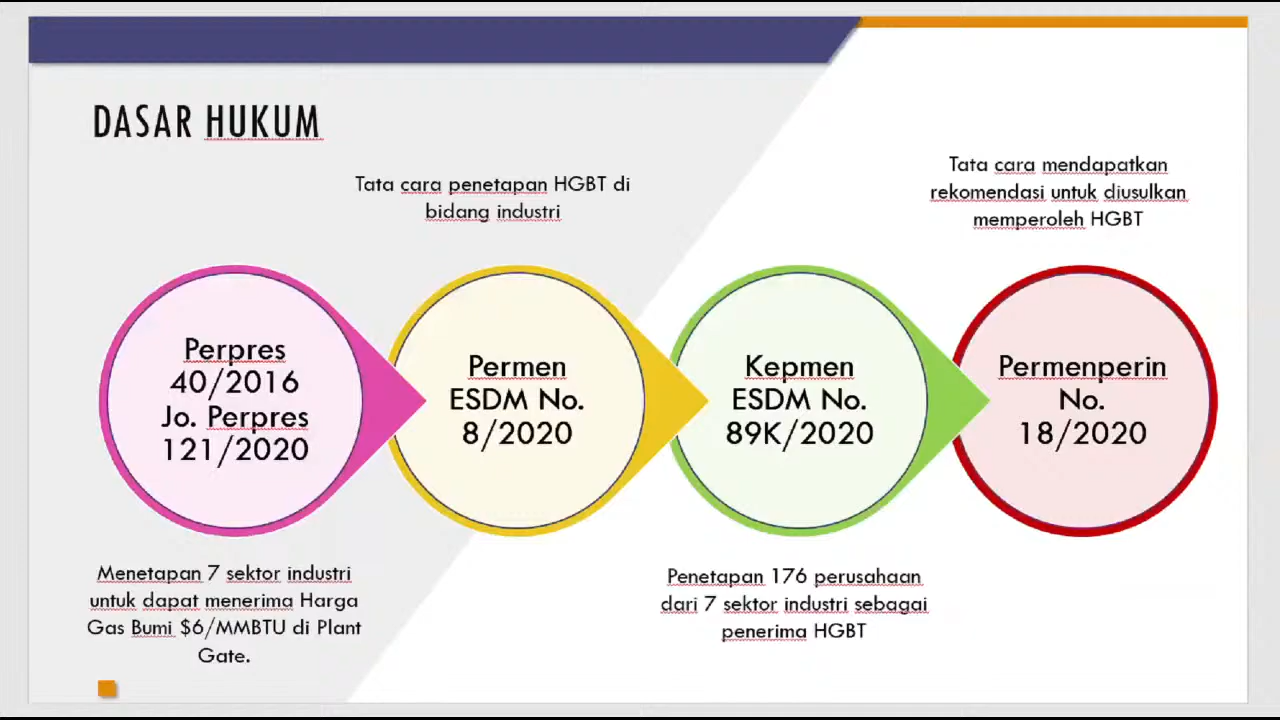 DASAR HUKUM
Tata cara penetapan HGBT di
bidang industri
Tata cara mendapatkan
rekomendasi untuk diusulkan
memperoleh HGBT
Perpres
40/2016
Jo. Perpres
121/2020
Permen
ESDM No.
8/2020
Kepmen
ESDM No.
89K/2020
Permenperin
No.
18/2020
Menetapan 7 sektor industri
untuk dapat menerima Harga
Gas Bumi $6/MMBTU di Plant
Gate.
Penetapan 176 perusahaan
dari 7 sektor industri sebagai
penerima HGBT